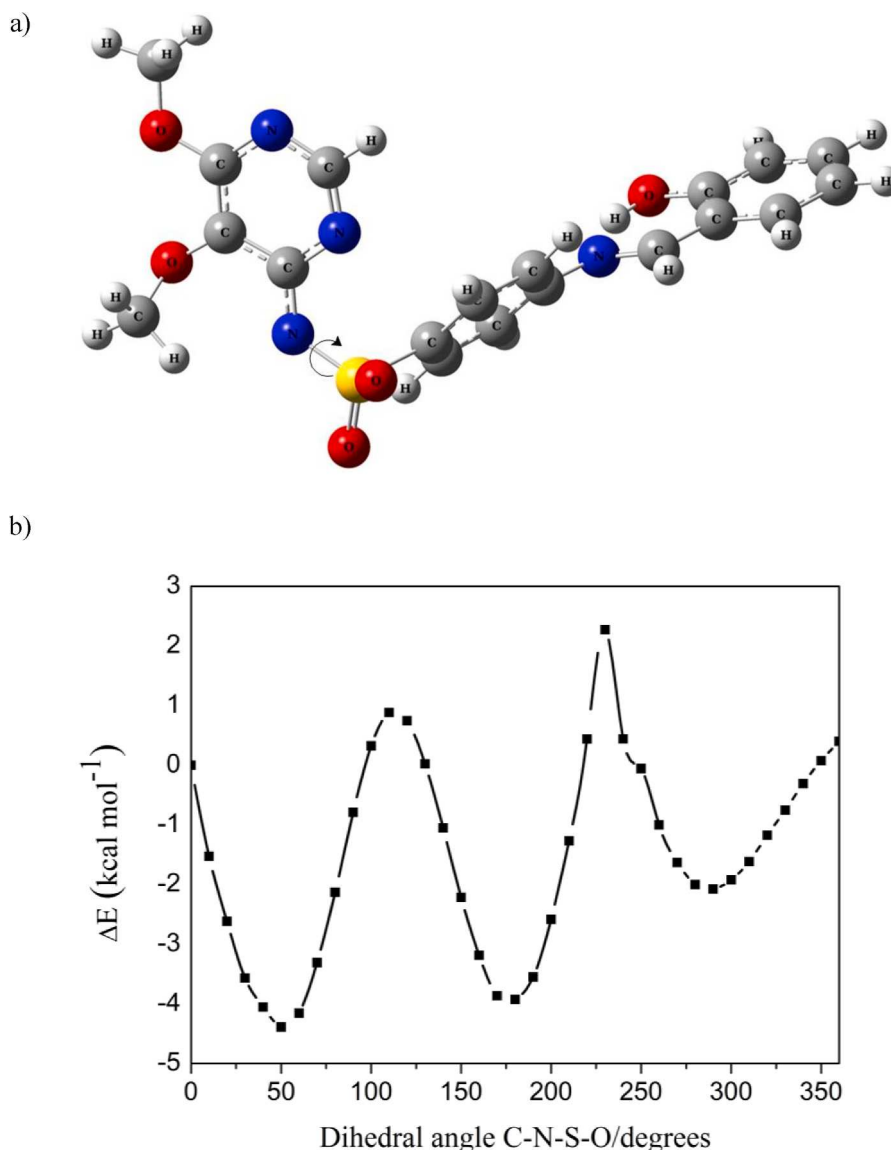 a)
H H H
C
O N H
C C
C N
O C
H C H
H N
H
H
C C
C
C
O
H
N C H
C
C
C
C
C
H
H
H
O
H
O
b)
3
2
1
0
-1
-2
-3
-4
-5
ΔE (kcal mol⁻¹)
0 50 100 150 200 250 300 350
Dihedral angle C-N-S-O/degrees